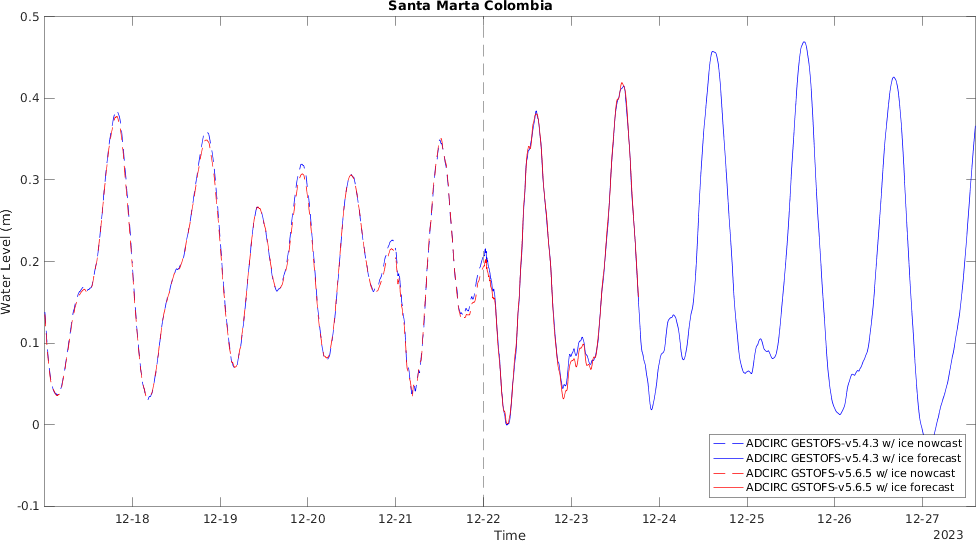 Santa Marta Colombia
Water Level (m)
0.5
0.4
0.3
0.2
0.1
0
-0.1
12-18 12-19 12-20 12-21 12-22 12-23 12-24 12-25 12-26 12-27
Time
2023
ADCIRC GESTOFS-v5.4.3 w/ ice nowcast
ADCIRC GESTOFS-v5.4.3 w/ ice forecast
ADCIRC GSTOFS-v5.6.5 w/ ice nowcast
ADCIRC GSTOFS-v5.6.5 w/ ice forecast